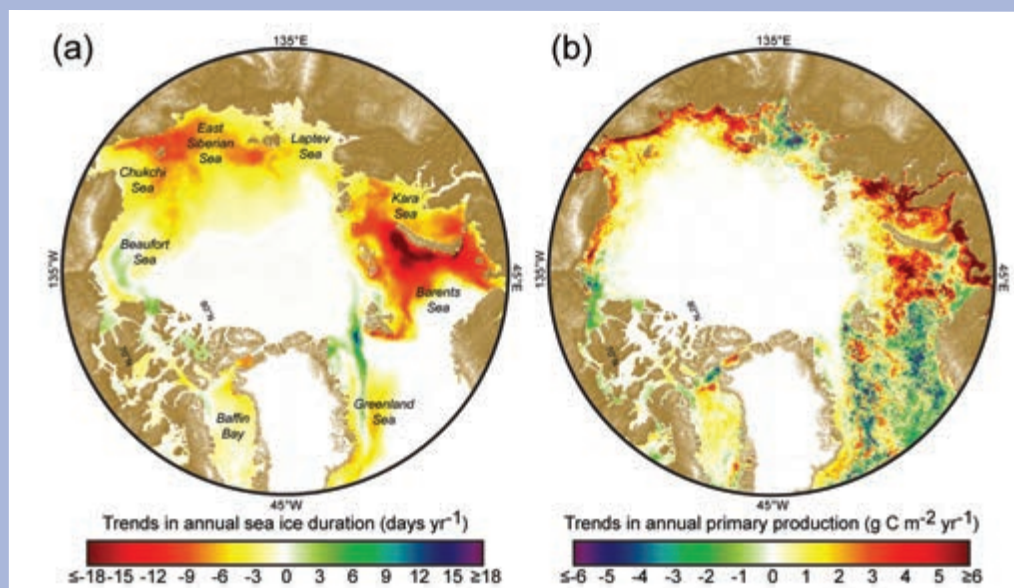 (a)
135°E
East
Siberian
Sea
Laptev
Sea
Chukchi
Sea
Kara
Sea
Beaufort
Sea
135°W
45°E
Barents
Sea
80°N
70°N
Baffin
Bay
Greenland
Sea
45°W
Trends in annual sea ice duration (days yr⁻¹)
≤-18 -15 -12 -9 -6 -3 0 3 6 9 12 15 ≥18
(b)
135°E
135°W
45°E
80°N
45°W
Trends in annual primary production (g C m⁻² yr⁻¹)
≤-6 -5 -4 -3 -2 -1 0 1 2 3 4 5 ≥6